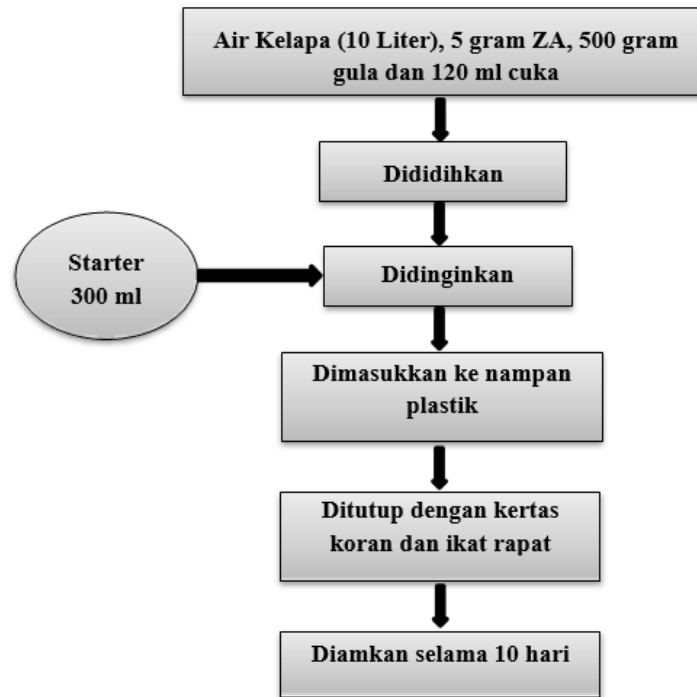 Air Kelapa (10 Liter), 5 gram ZA, 500 gram
gula dan 120 ml cuka
Dididihkan
Starter
300 ml
Didinginkan
Dimasukkan ke nampan
plastik
Ditutup dengan kertas
koran dan ikat rapat
Diamkan selama 10 hari